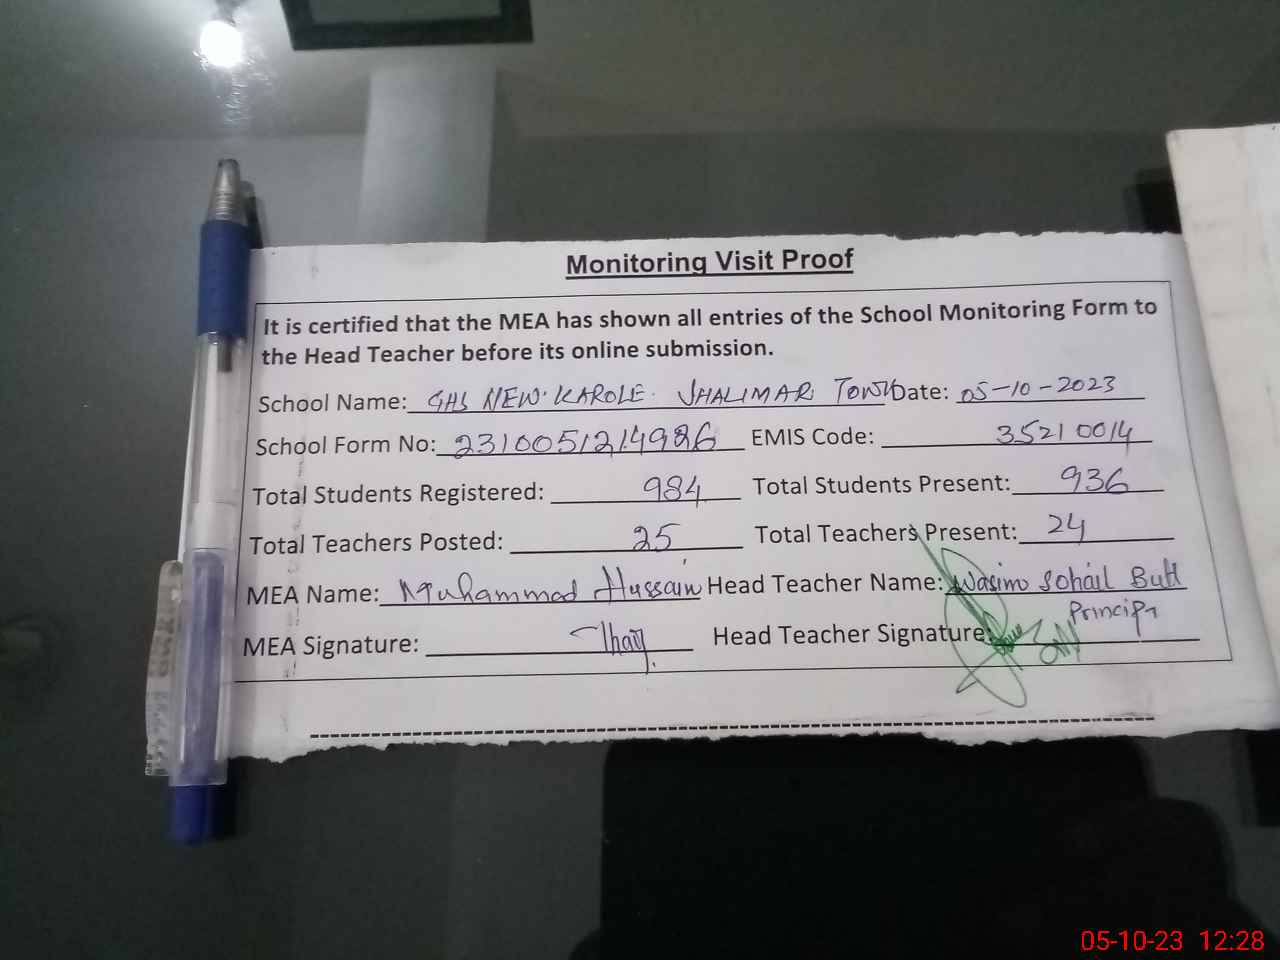 Monitoring Visit Proof
It is certified that the MEA has shown all entries of the School Monitoring Form to
the Head Teacher before its online submission.
School Name: GHS NEW KAROLE SHALIMAR TOWN Date: 05-10-2023
School Form No: 2310051214986 EMIS Code: 35210014
Total Students Registered: 984 Total Students Present: 936
Total Teachers Posted: 25 Total Teachers Present: 24
MEA Name: Muhammad Hussain Head Teacher Name: Wasim Sohail Butt
Principr
MEA Signature: Head Teacher Signature:
05-10-23 12:28